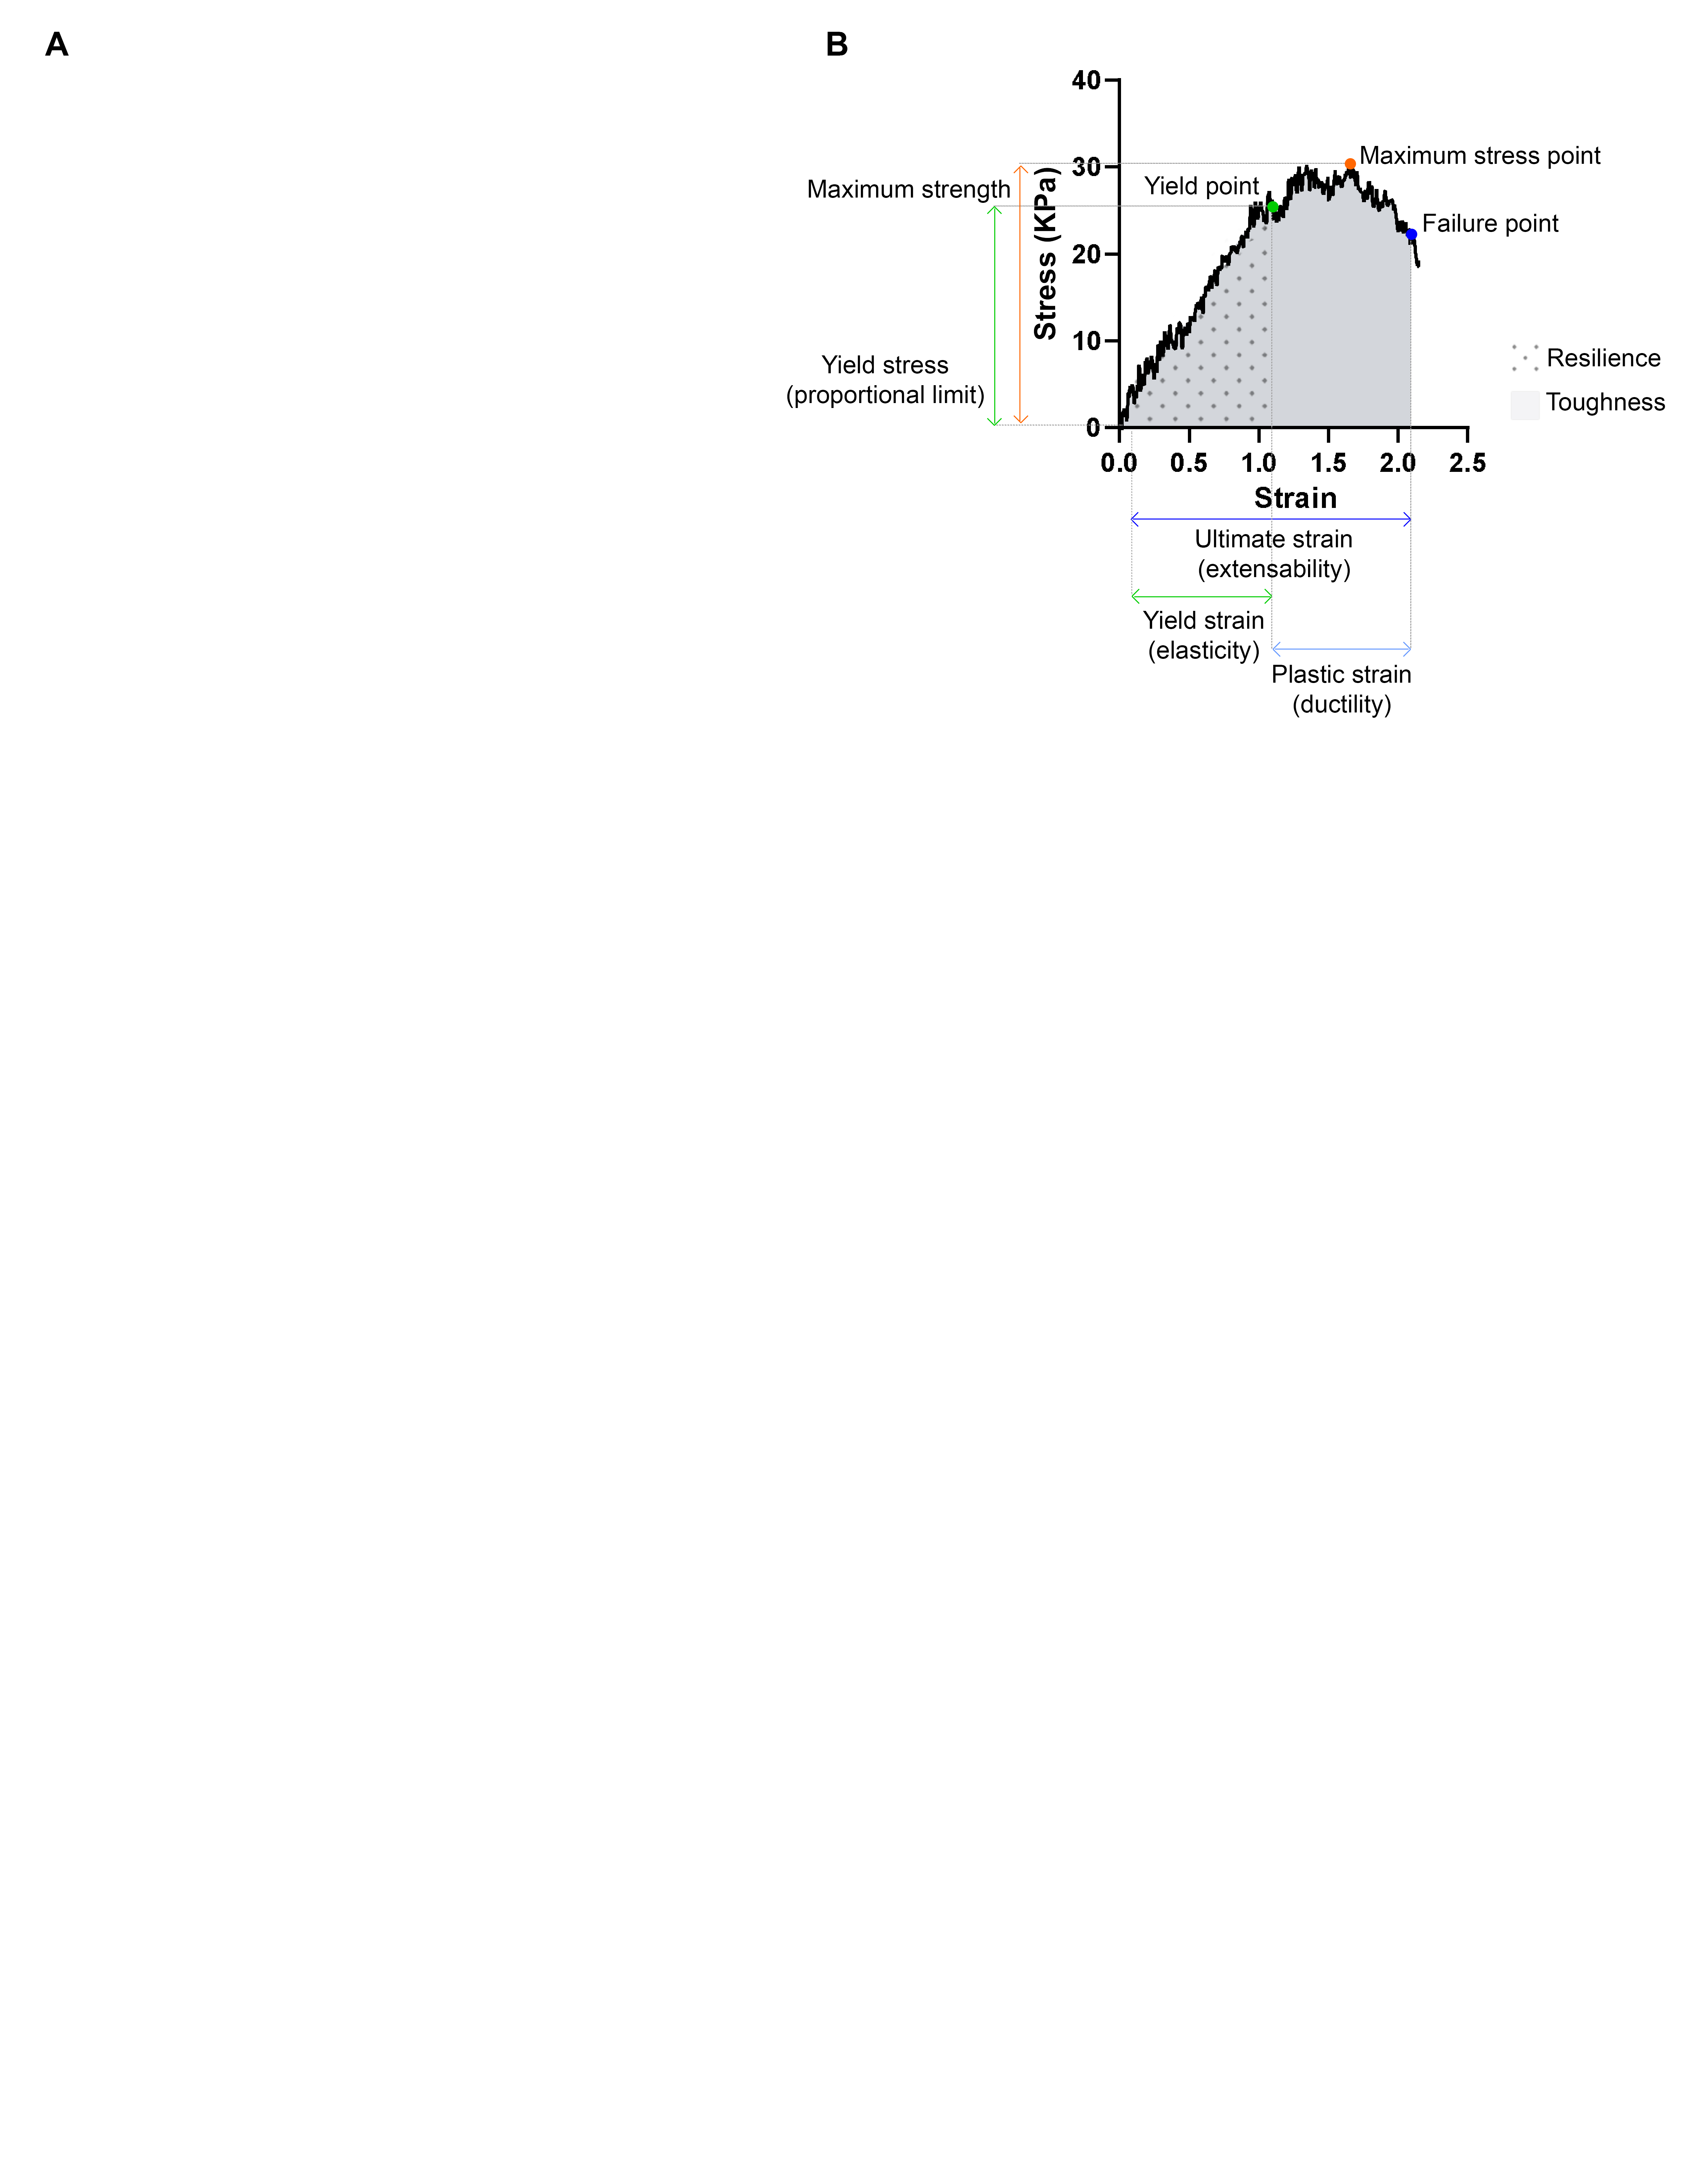 A
B
40
30
20
10
0
Stress (KPa)
0.0 0.5 1.0 1.5 2.0 2.5
Strain
Maximum strength
Yield stress
(proportional limit)
Yield point
Maximum stress point
Failure point
Resilience
Toughness
Ultimate strain
(extensability)
Yield strain
(elasticity)
Plastic strain
(ductility)